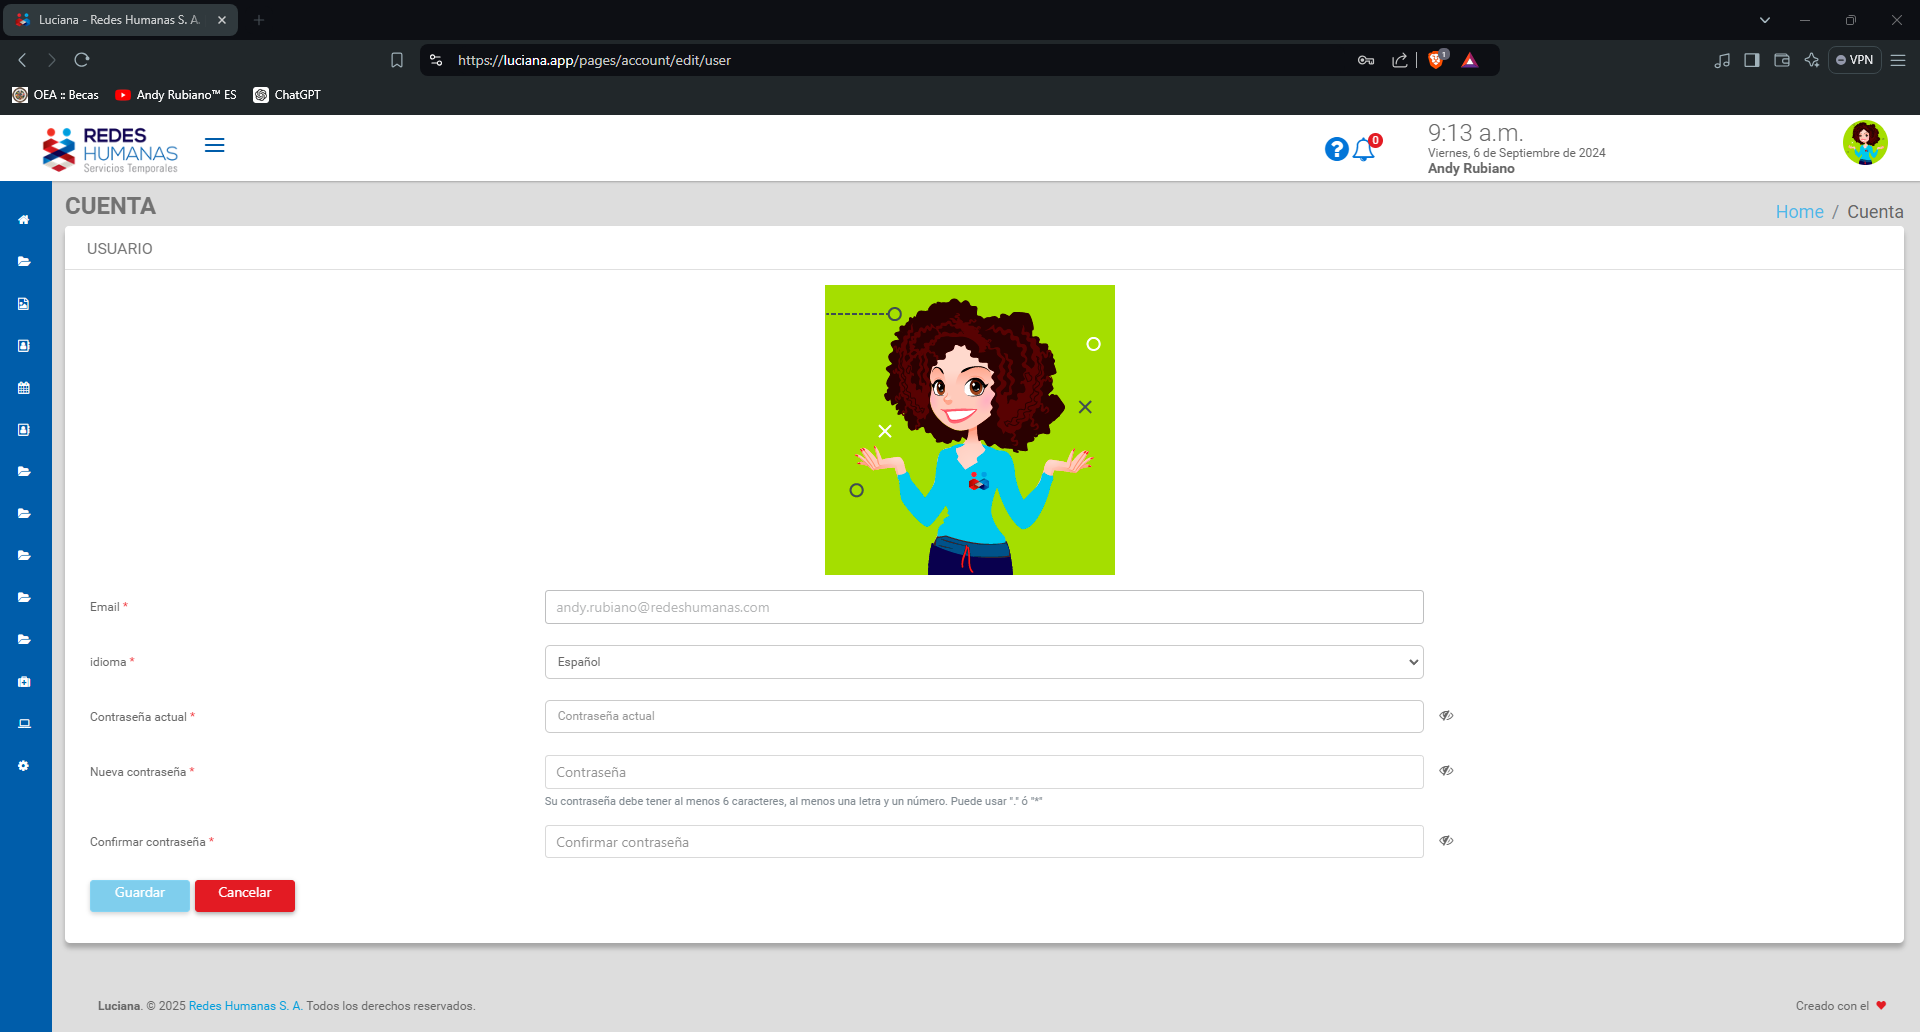 Luciana - Redes Humanas S. A.
https://luciana.app/pages/account/edit/user
1
VPN
OEA :: Becas
Andy Rubiano™ ES
ChatGPT
REDES
HUMANAS
Servicios Temporales
?
0
9:13 a.m.
Viernes, 6 de Septiembre de 2024
Andy Rubiano
CUENTA
Home / Cuenta
USUARIO
Email *
andy.rubiano@redeshumanas.com
idioma *
Español
Contraseña actual *
Contraseña actual
Nueva contraseña *
Contraseña
Su contraseña debe tener al menos 6 caracteres, al menos una letra y un número. Puede usar "." ó "*"
Confirmar contraseña *
Confirmar contraseña
Guardar
Cancelar
Luciana. © 2025 Redes Humanas S. A. Todos los derechos reservados.
Creado con el